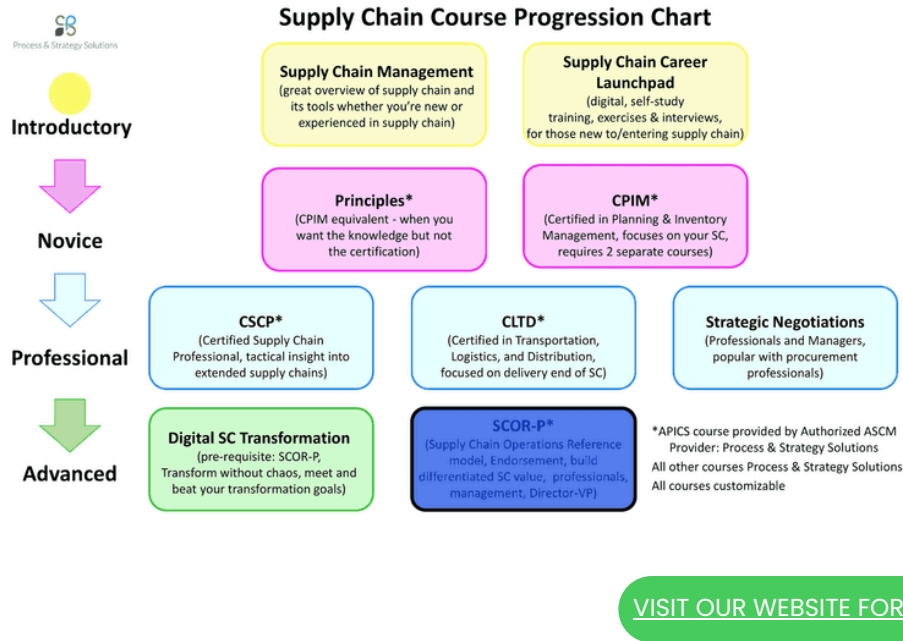 Supply Chain Course Progression Chart
Process & Strategy Solutions
Introductory
Supply Chain Management
(great overview of supply chain and
its tools whether you're new or
experienced in supply chain)
Supply Chain Career
Launchpad
(digital, self-study
training, exercises & interviews,
for those new to/entering supply chain)
Novice
Principles*
(CPIM equivalent - when you
want the knowledge but not
the certification)
CPIM*
(Certified in Planning & Inventory
Management, focuses on your SC,
requires 2 separate courses)
Professional
CSCP*
(Certified Supply Chain
Professional, tactical insight into
extended supply chains)
CLTD*
(Certified in Transportation,
Logistics, and Distribution,
focused on delivery end of SC)
Strategic Negotiations
(Professionals and Managers,
popular with procurement
professionals)
Advanced
Digital SC Transformation
(pre-requisite: SCOR-P,
Transform without chaos, meet and
beat your transformation goals)
SCOR-P*
(Supply Chain Operations Reference
model, Endorsement, build
differentiated SC value, professionals,
management, Director-VP)
*APICS course provided by Authorized ASCM
Provider: Process & Strategy Solutions
All other courses Process & Strategy Solutions
All courses customizable
VISIT OUR WEBSITE FOR